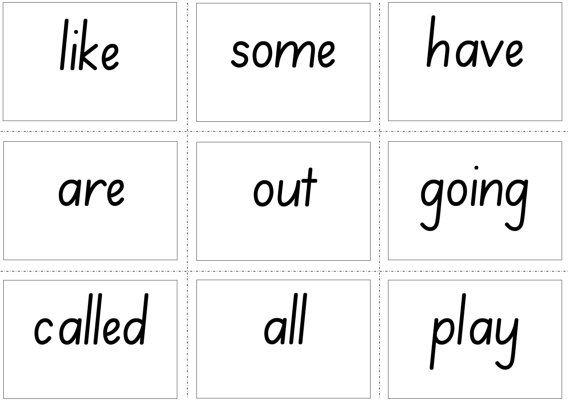 like some have
are out going
called all play